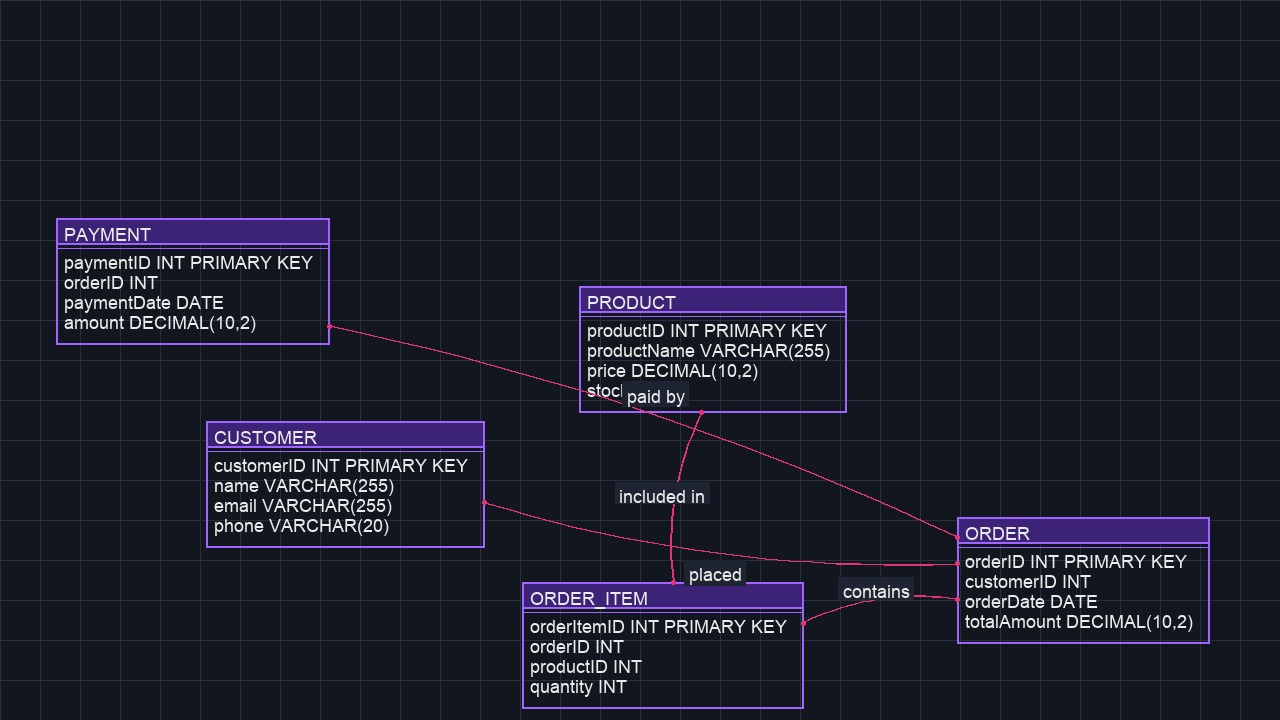 PAYMENT
paymentID INT PRIMARY KEY
orderID INT
paymentDate DATE
amount DECIMAL(10,2)
PRODUCT
productID INT PRIMARY KEY
productName VARCHAR(255)
price DECIMAL(10,2)
paid by
CUSTOMER
customerID INT PRIMARY KEY
name VARCHAR(255)
email VARCHAR(255)
phone VARCHAR(20)
included in
placed
contains
ORDER
orderID INT PRIMARY KEY
customerID INT
orderDate DATE
totalAmount DECIMAL(10,2)
ORDER_ITEM
orderItemID INT PRIMARY KEY
orderID INT
productID INT
quantity INT